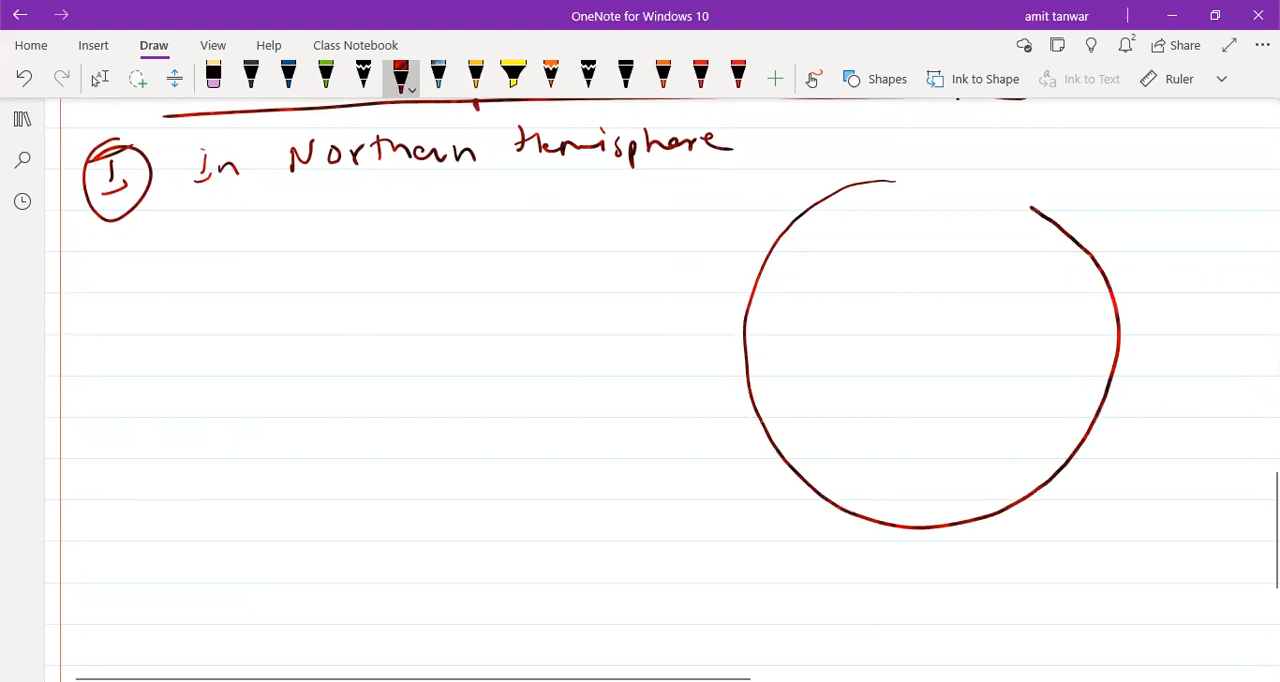 OneNote for Windows 10
amit tanwar
Home Insert Draw View Help Class Notebook
Share
Shapes Ink to Shape Ink to Text Ruler
1 in Northern Hemisphere